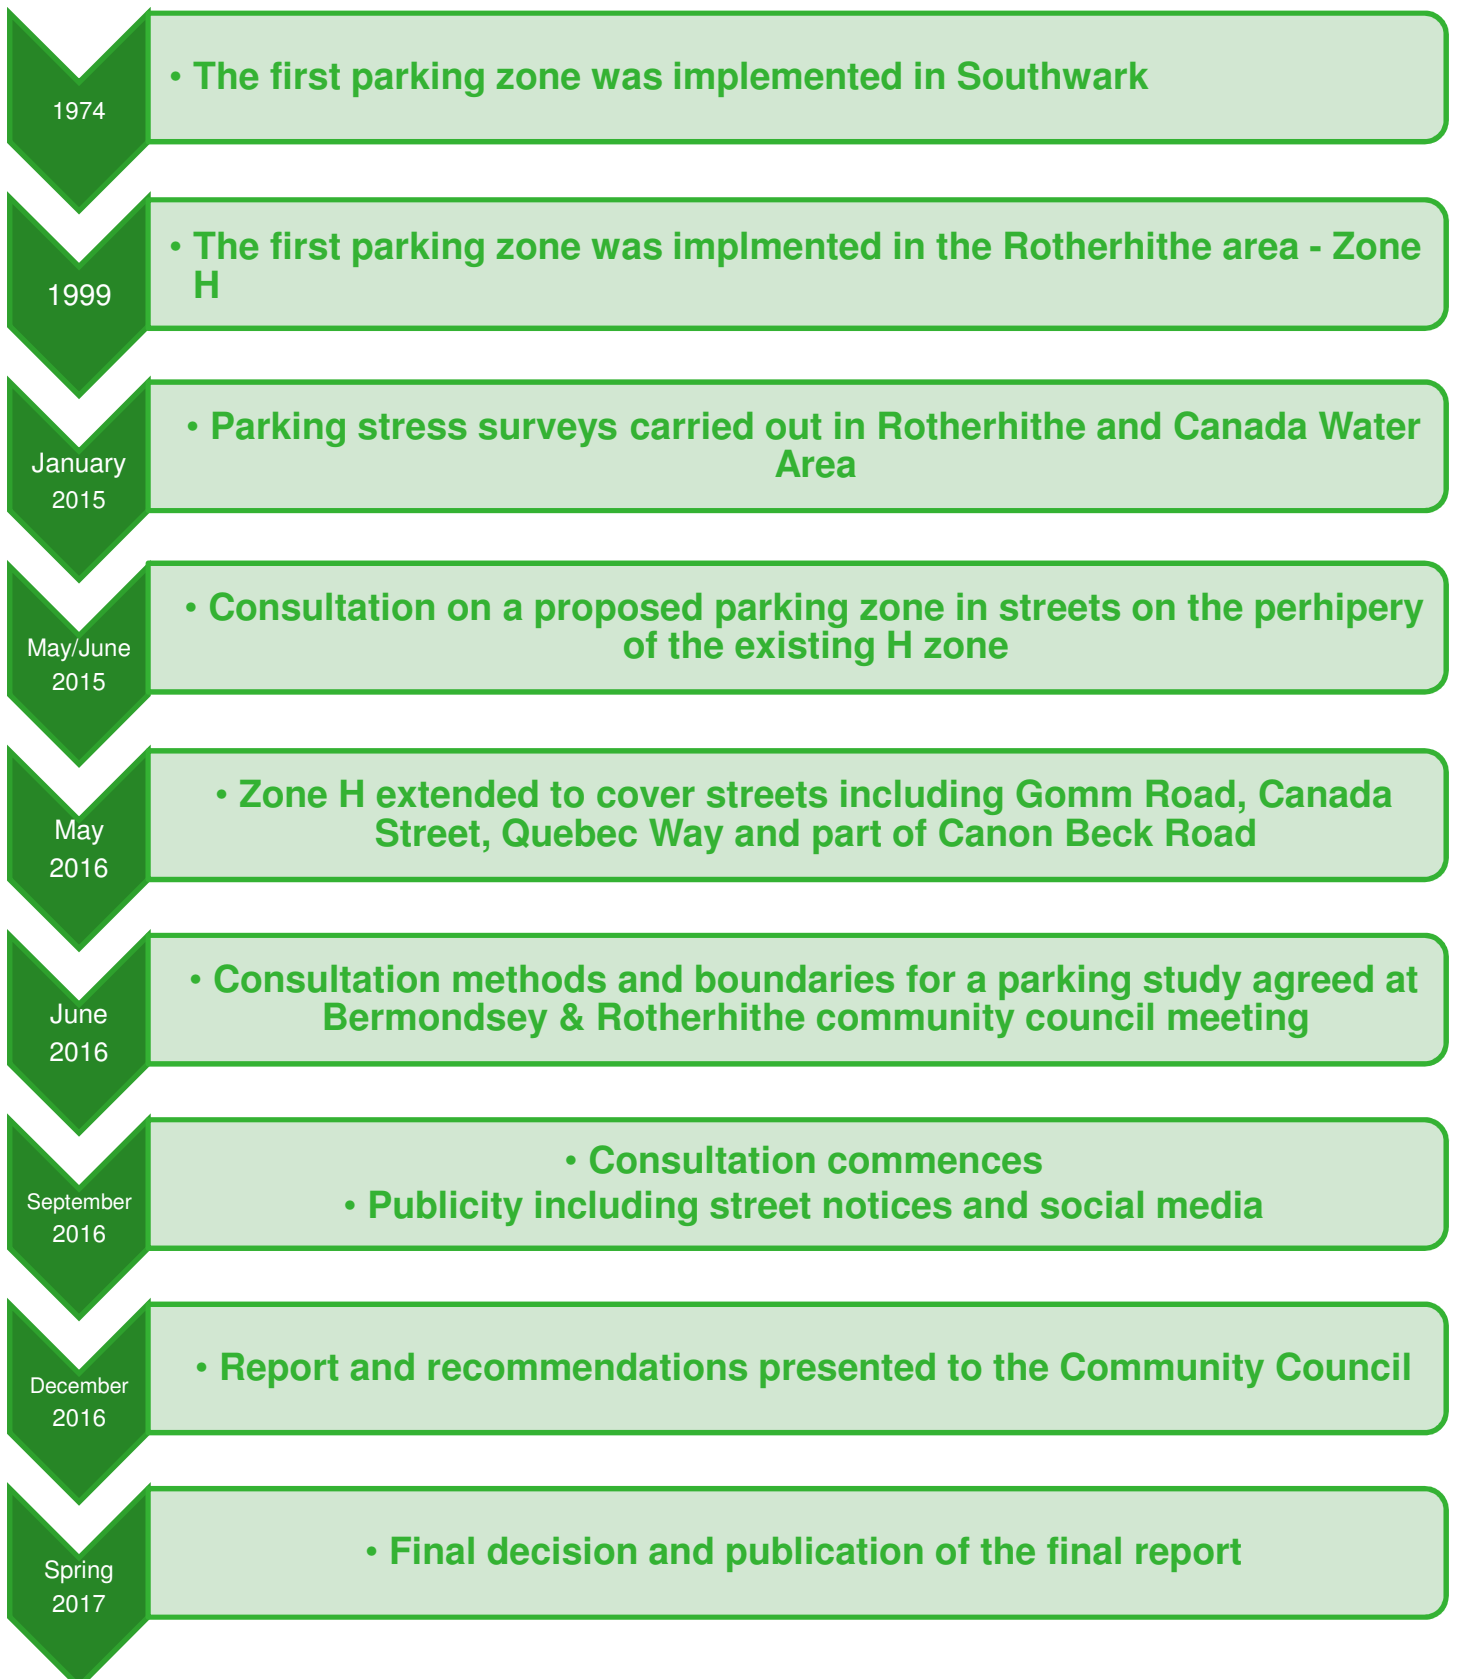 1974
• The first parking zone was implemented in Southwark
1999
• The first parking zone was implmented in the Rotherhithe area - Zone
H
January
2015
• Parking stress surveys carried out in Rotherhithe and Canada Water
Area
May/June
2015
• Consultation on a proposed parking zone in streets on the perhipery
of the existing H zone
May
2016
• Zone H extended to cover streets including Gomm Road, Canada
Street, Quebec Way and part of Canon Beck Road
June
2016
• Consultation methods and boundaries for a parking study agreed at
Bermondsey & Rotherhithe community council meeting
September
2016
• Consultation commences
• Publicity including street notices and social media
December
2016
• Report and recommendations presented to the Community Council
Spring
2017
• Final decision and publication of the final report